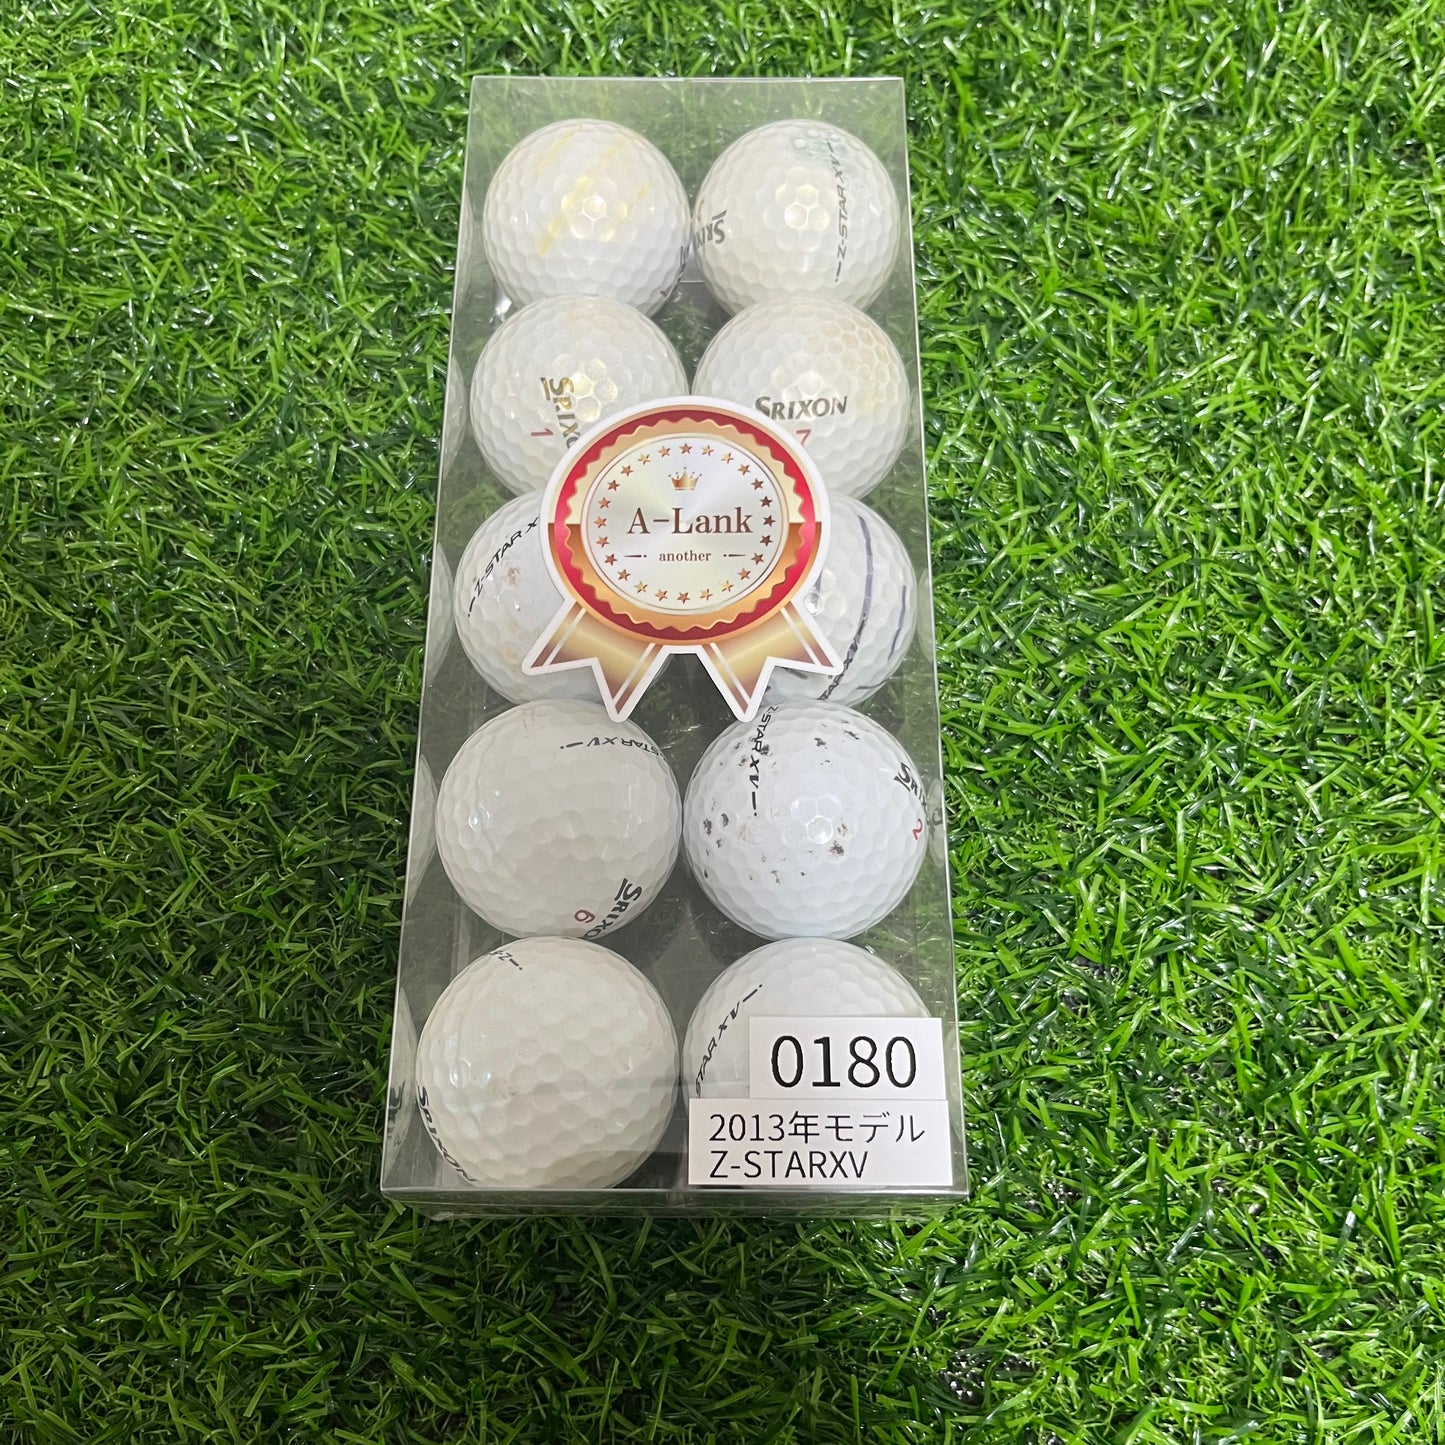 Z-STAR XV
SRIXON
SRIXON
1
SRIXON
7
A-Lank
another
Z-STAR X
STAR XV
SRIXON
6
Z-STAR XV
SRIXON
2
STAR XV
SRIXON
0180
2013年モデル
Z-STARXV